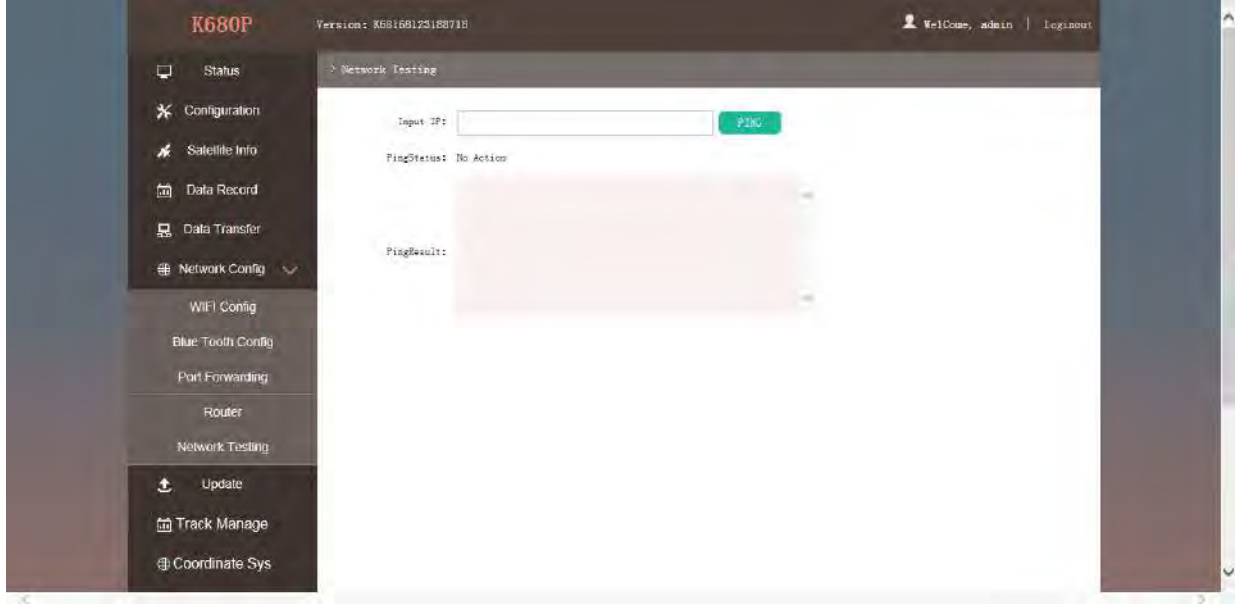 K680P
Version: K68168123188718
WelCome, admin | Loginout
Status
> Network Testing
Configuration
Input IP:
PING
Satellite Info
PingStatus: No Action
Data Record
Data Transfer
PingResult:
Network Config
WIFI Config
Blue Tooth Config
Port Forwarding
Router
Network Testing
Update
Track Manage
Coordinate Sys